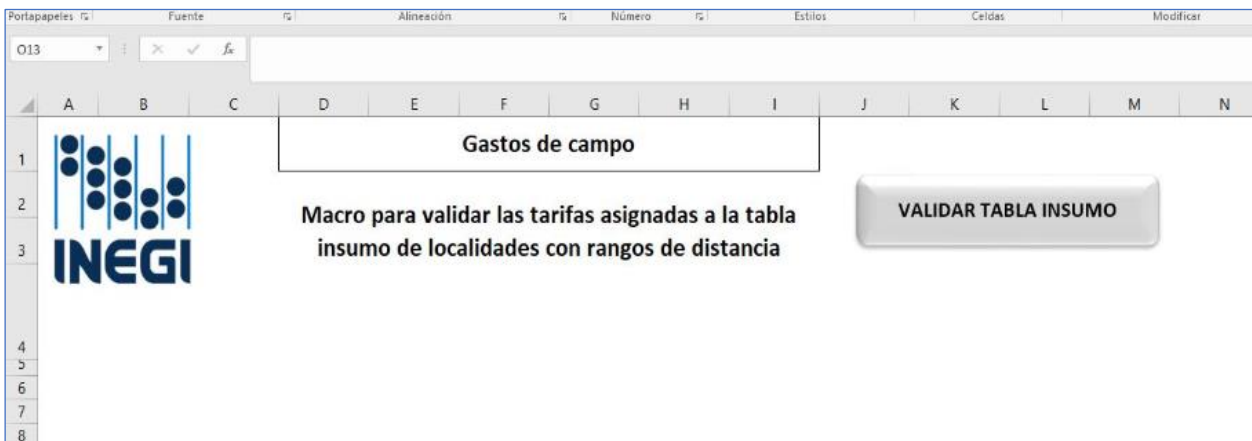 Portapapeles Fuente Alineación Número Estilos Celdas Modificar
O13 fx
A B C D E F G H I J K L M N
1 Gastos de campo
2 Macro para validar las tarifas asignadas a la tabla VALIDAR TABLA INSUMO
3 insumo de localidades con rangos de distancia
INEGI
4
5
6
7
8